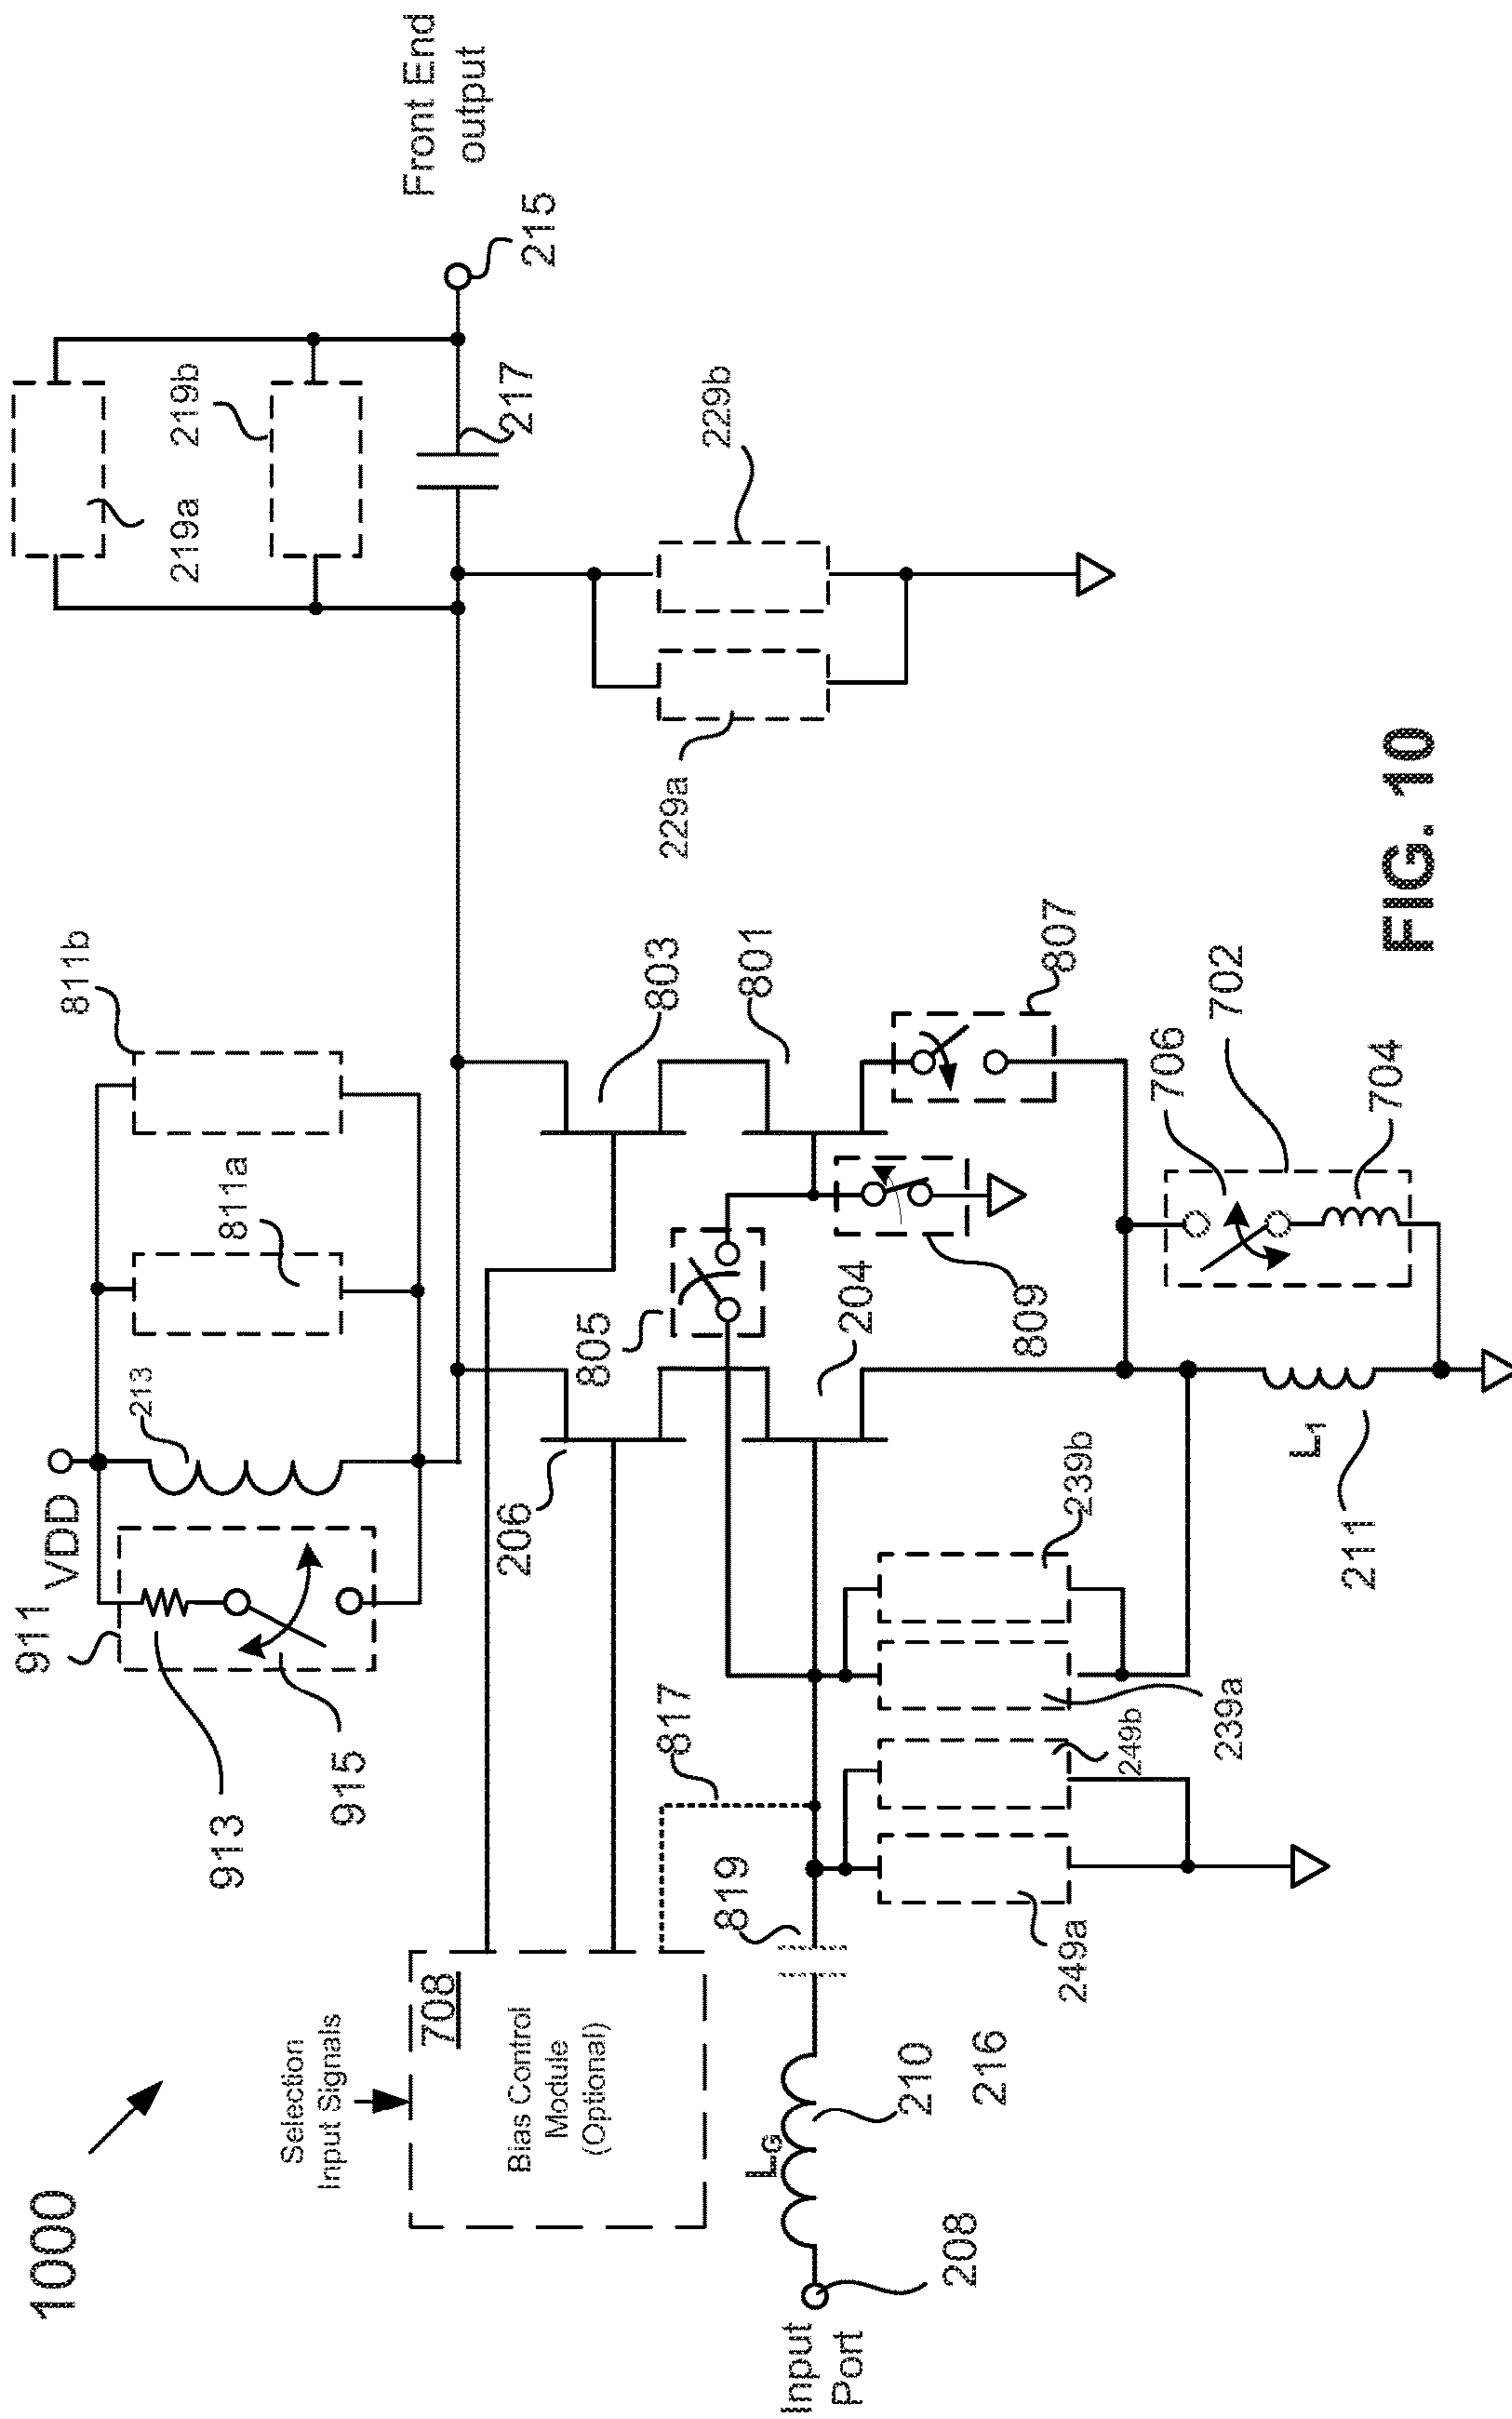 1000
Selection
Input Signals
708
Bias Control
Module
(Optional)
Input
Port
208
LG
210
216
819
817
249a
249b
239a
239b
911
VDD
913
915
213
811a
811b
206
805
204
809
803
801
807
L1
211
706
702
704
219a
219b
217
215
Front End
output
229a
229b
FIG. 10